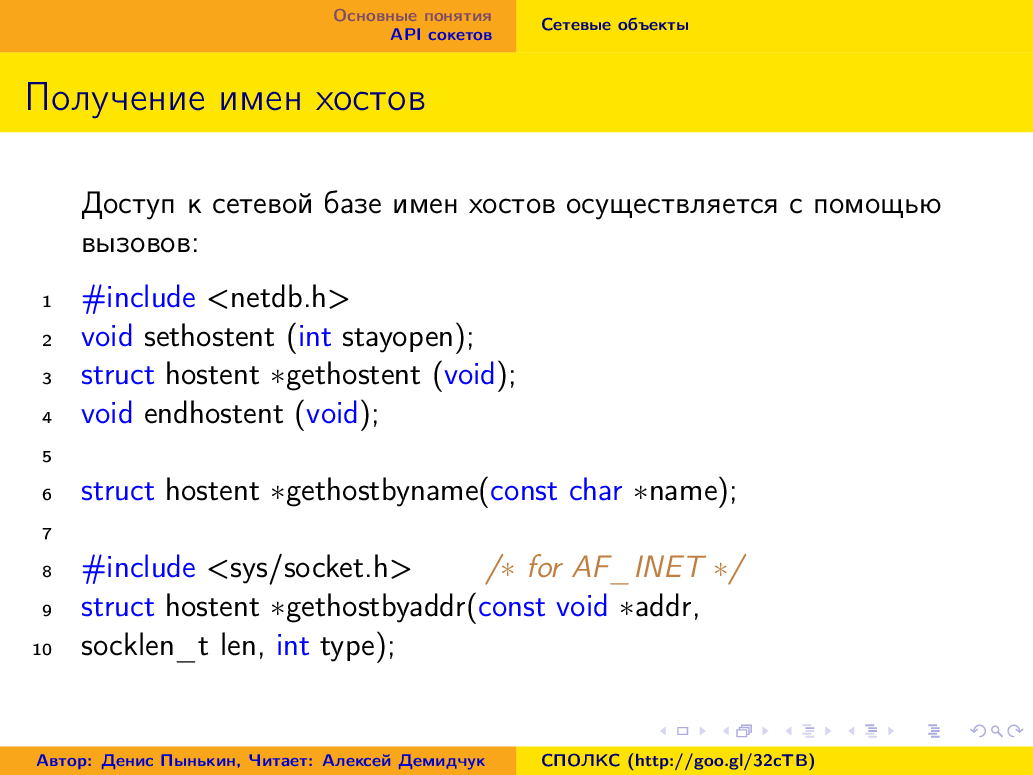 Основные понятия
API сокетов
Сетевые объекты
Получение имен хостов
Доступ к сетевой базе имен хостов осуществляется с помощью
вызовов:
1 #include <netdb.h>
2 void sethostent (int stayopen);
3 struct hostent *gethostent (void);
4 void endhostent (void);
5
6 struct hostent *gethostbyname(const char *name);
7
8 #include <sys/socket.h> /* for AF_INET */
9 struct hostent *gethostbyaddr(const void *addr,
10 socklen_t len, int type);
Автор: Денис Пынькин, Читает: Алексей Демидчук
СПОЛКС (http://goo.gl/32cTB)